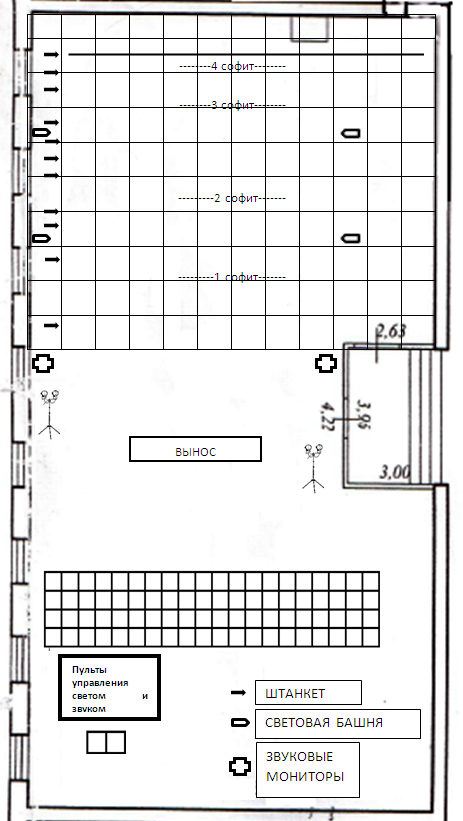 --------4 софит--------
--------3 софит------
--------2 софит------
--------1 софит-------
2,63
3,96
4,22
ВЫНОС
3,00
Пульты
управления
светом и
звуком
ШТАНКЕТ
СВЕТОВАЯ БАШНЯ
ЗВУКОВЫЕ
МОНИТОРЫ